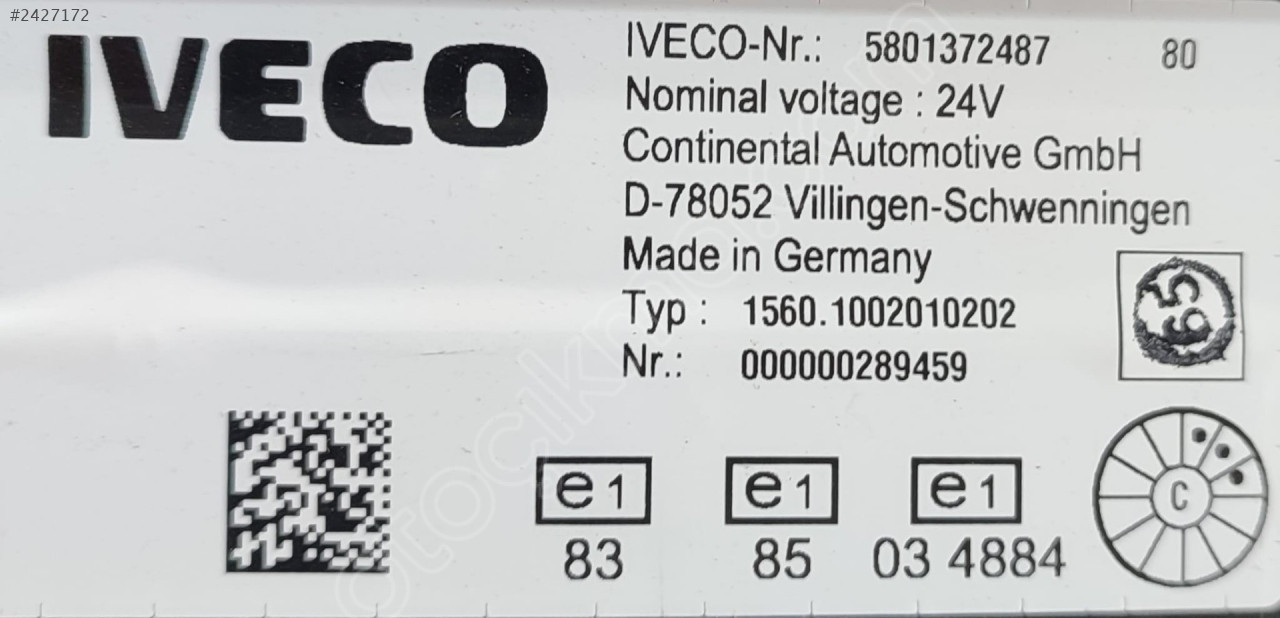 #2427172
IVECO
IVECO-Nr.: 5801372487 80
Nominal voltage : 24V
Continental Automotive GmbH
D-78052 Villingen-Schwenningen
Made in Germany
Typ : 1560.1002010202
Nr.: 000000289459
e1 e1 e1
83 85 03 4884
C